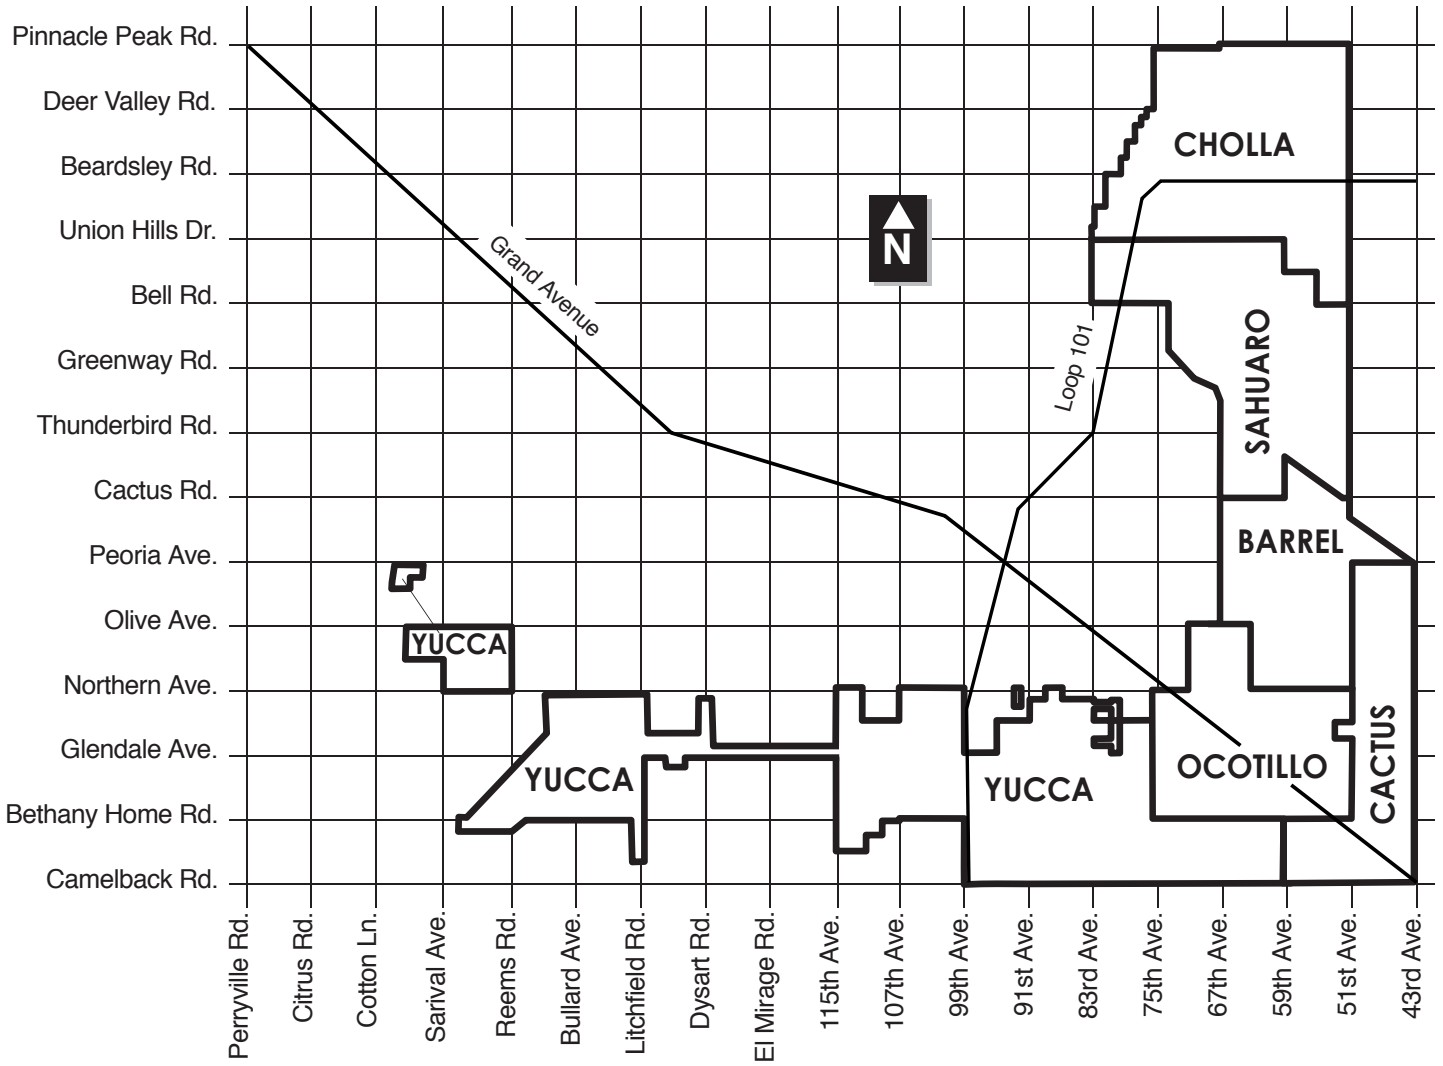 Pinnacle Peak Rd.
Deer Valley Rd.
CHOLLA
Beardsley Rd.
Union Hills Dr.
N
Grand Avenue
Bell Rd.
Greenway Rd.
Loop 101
SAHUARO
Thunderbird Rd.
Cactus Rd.
BARREL
Peoria Ave.
Olive Ave.
YUCCA
Northern Ave.
Glendale Ave.
YUCCA
YUCCA
OCOTILLO
CACTUS
Bethany Home Rd.
Camelback Rd.
Perryville Rd.
Citrus Rd.
Cotton Ln.
Sarival Ave.
Reems Rd.
Bullard Ave.
Litchfield Rd.
Dysart Rd.
El Mirage Rd.
115th Ave.
107th Ave.
99th Ave.
91st Ave.
83rd Ave.
75th Ave.
67th Ave.
59th Ave.
51st Ave.
43rd Ave.